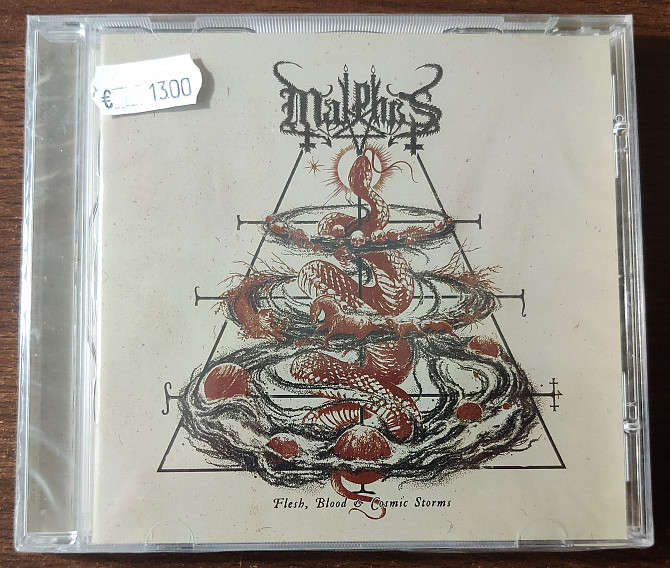 € 13.00
Malphas
Flesh, Blood & Cosmic Storms